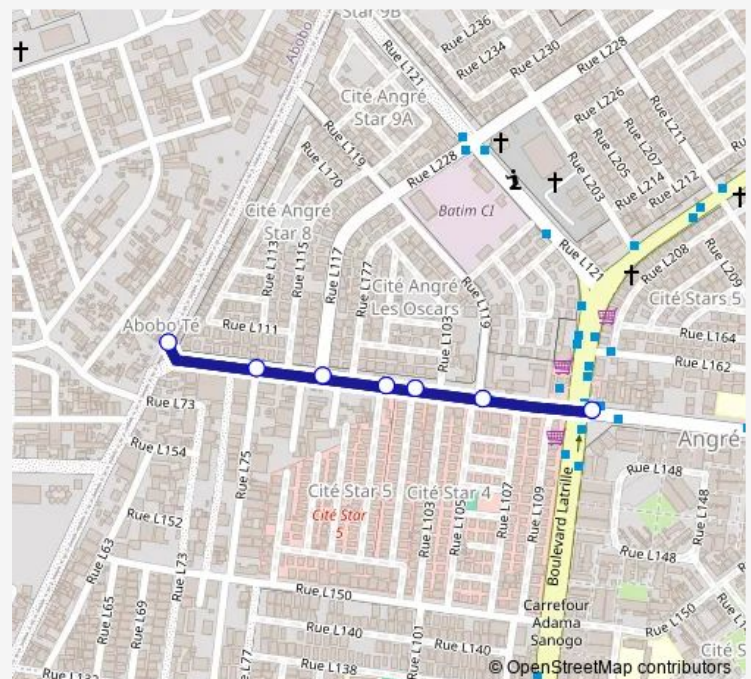 Star 9B
Rue L236
Rue L234
Rue L230
Rue L228
Rue L121
Abobo
Cité Angré
Star 9A
Rue L226
Rue L211
Rue L119
Rue L207
Rue L205
Rue L170
Rue L228
Rue L203
Rue L214
Rue L212
Batim CI
Cité Angré
Star 8
Rue L113
Rue L115
Rue L117
Rue L177
Rue L121
Rue L208
Rue L209
Cité Angré
Les Oscars
Rue L119
Cité Stars 5
Abobo Té
Rue L111
Rue L103
Rue L164
Rue L162
Rue L73
Angré
Rue L154
Rue L75
Rue L148
Cité Star 5
Cité Star 4
Cité Star
5
Rue L103
Rue L105
Rue L107
Rue L109
Boulevard Latrille
Rue L148
Rue L152
Rue L63
Rue L73
Rue L148
Rue L150
Rue L65
Rue L69
Carrefour
Adama
Sanogo
Rue L150
Rue L140
Rue L101
Rue L140
Rue L77
Rue L138
Cité S
© OpenStreetMap contributors